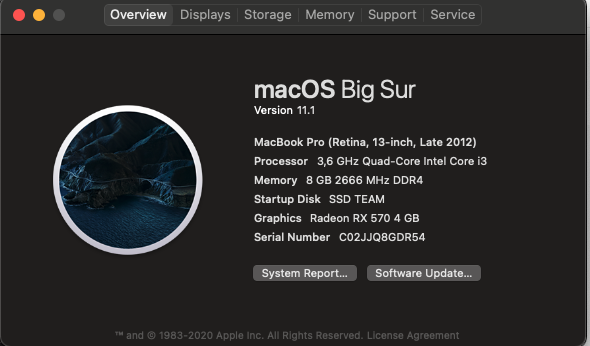 Overview Displays Storage Memory Support Service
macOS Big Sur
Version 11.1
MacBook Pro (Retina, 13-inch, Late 2012)
Processor 3,6 GHz Quad-Core Intel Core i3
Memory 8 GB 2666 MHz DDR4
Startup Disk SSD TEAM
Graphics Radeon RX 570 4 GB
Serial Number C02JJQ8GDR54
System Report... Software Update...
™ and © 1983-2020 Apple Inc. All Rights Reserved. License Agreement